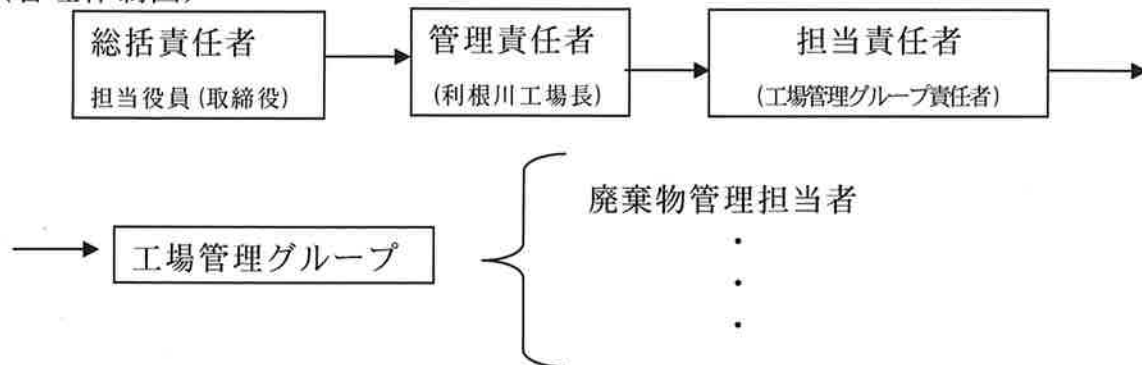 総括責任者
担当役員(取締役)
管理責任者
(利根川工場長)
担当責任者
(工場管理グループ責任者)
工場管理グループ
廃棄物管理担当者
・
・
・